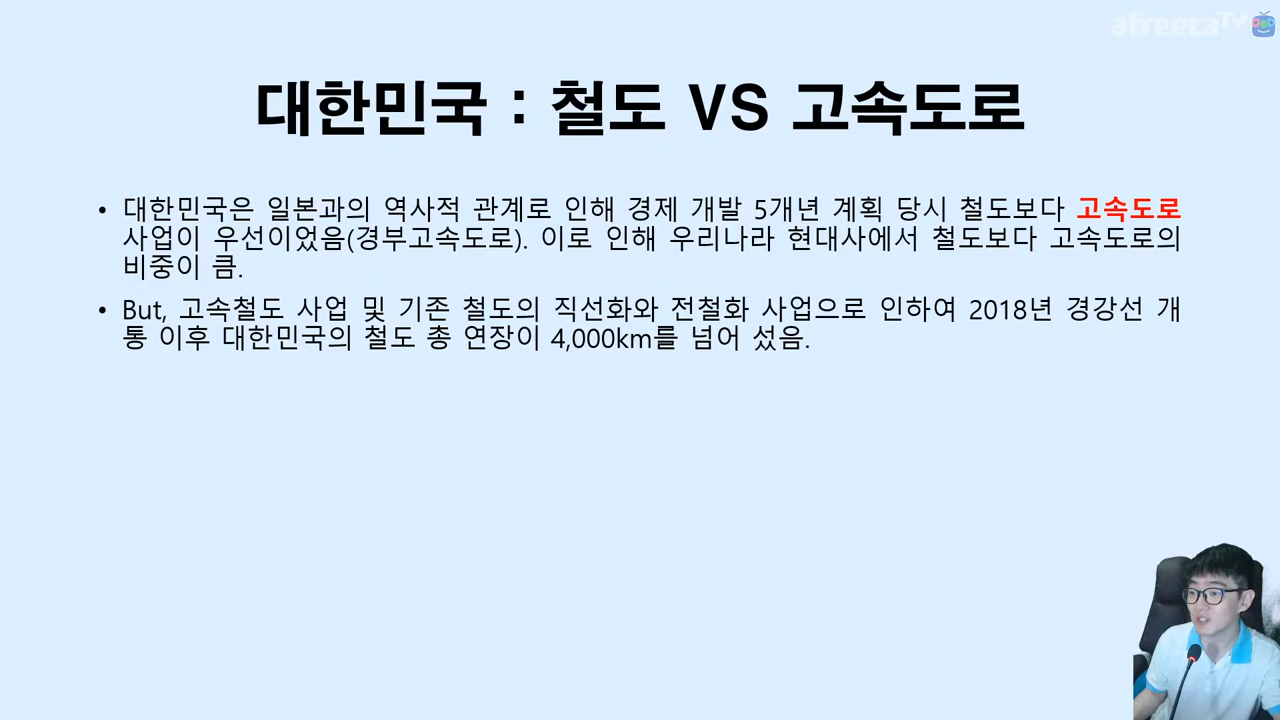 afreecaTV
대한민국 : 철도 VS 고속도로
• 대한민국은 일본과의 역사적 관계로 인해 경제 개발 5개년 계획 당시 철도보다 고속도로
사업이 우선이었음(경부고속도로). 이로 인해 우리나라 현대사에서 철도보다 고속도로의
비중이 큼.
• But, 고속철도 사업 및 기존 철도의 직선화와 전철화 사업으로 인하여 2018년 경강선 개
통 이후 대한민국의 철도 총 연장이 4,000km를 넘어 섰음.